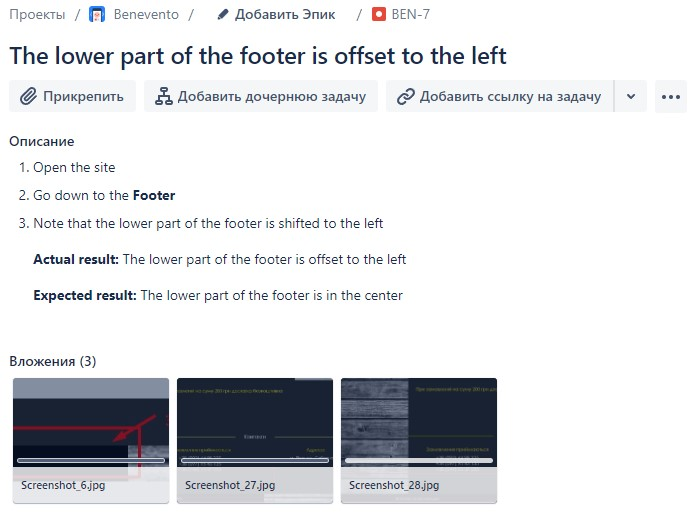 Проекты / Benevento / Добавить Эпик / BEN-7
The lower part of the footer is offset to the left
Прикрепить Добавить дочернюю задачу Добавить ссылку на задачу
Описание
1. Open the site
2. Go down to the Footer
3. Note that the lower part of the footer is shifted to the left
Actual result: The lower part of the footer is offset to the left
Expected result: The lower part of the footer is in the center
Вложения (3)
Screenshot_6.jpg Screenshot_27.jpg Screenshot_28.jpg